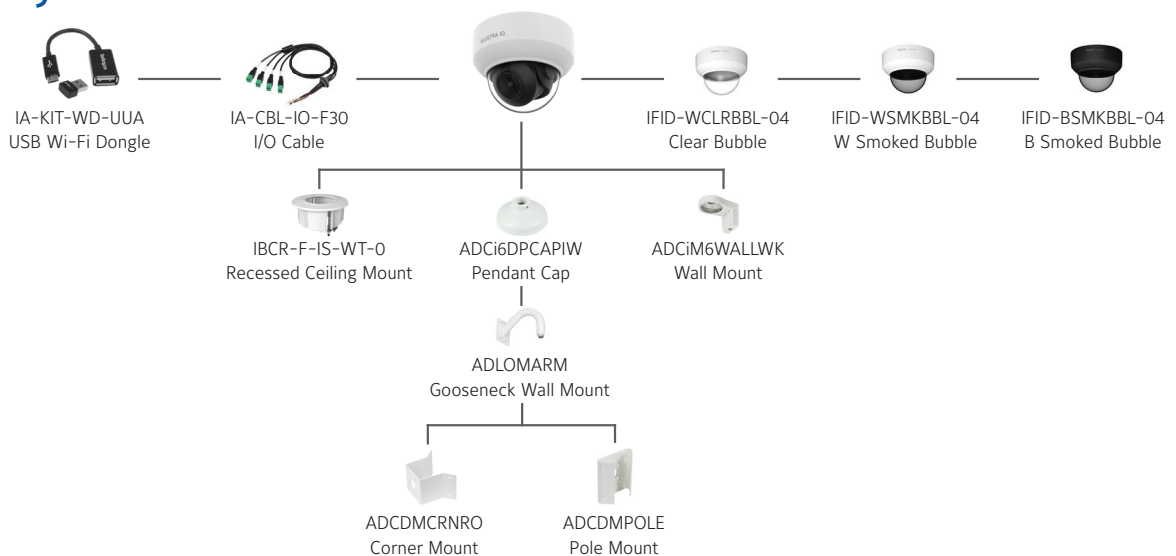 ILLUSTRA IQ
IA-KIT-WD-UUA
USB Wi-Fi Dongle
IA-CBL-IO-F30
I/O Cable
IFID-WCLRBBL-04
Clear Bubble
IFID-WSMKBBL-04
W Smoked Bubble
IFID-BSMKBBL-04
B Smoked Bubble
IBCR-F-IS-WT-0
Recessed Ceiling Mount
ADCi6DPCAPIW
Pendant Cap
ADCiM6WALLWK
Wall Mount
ADLOMARM
Gooseneck Wall Mount
ADCDMCRNRO
Corner Mount
ADCDMPOLE
Pole Mount